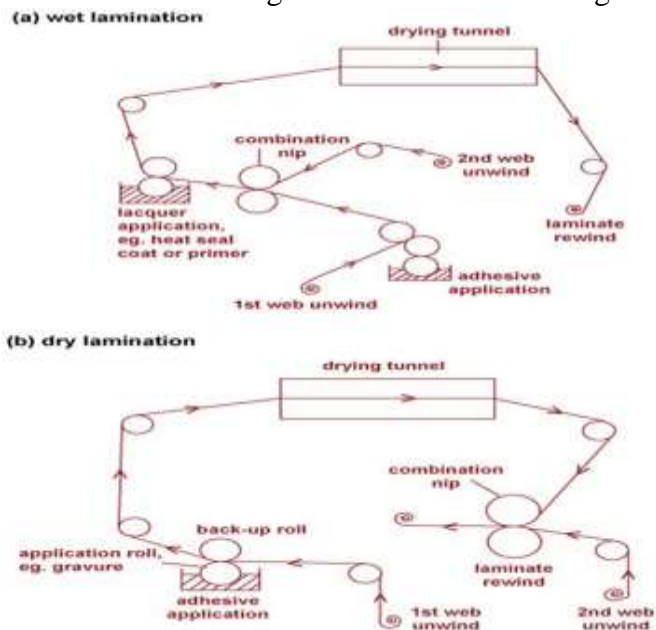 (a) wet lamination
drying tunnel
combination
nip
2nd web
unwind
lacquer
application,
eg. heat seal
coat or primer
laminate
rewind
adhesive
application
1st web unwind
(b) dry lamination
drying tunnel
combination
nip
back-up roll
application roll,
eg. gravure
adhesive
application
laminate
rewind
1st web
unwind
2nd web
unwind